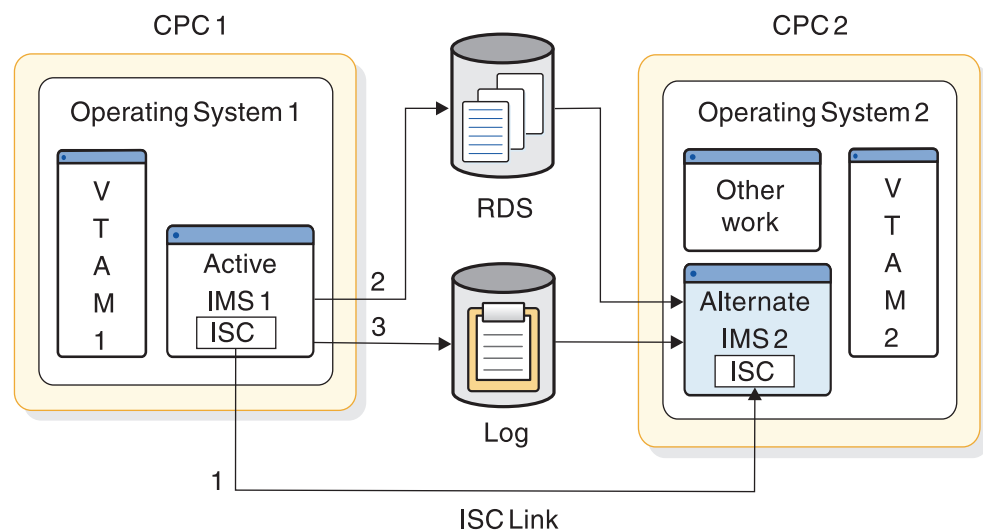 CPC 1
CPC 2
Operating System 1
V
T
A
M
1
Active
IMS 1
ISC
2
3
1
RDS
Log
ISC Link
Operating System 2
Other
work
Alternate
IMS 2
ISC
V
T
A
M
2